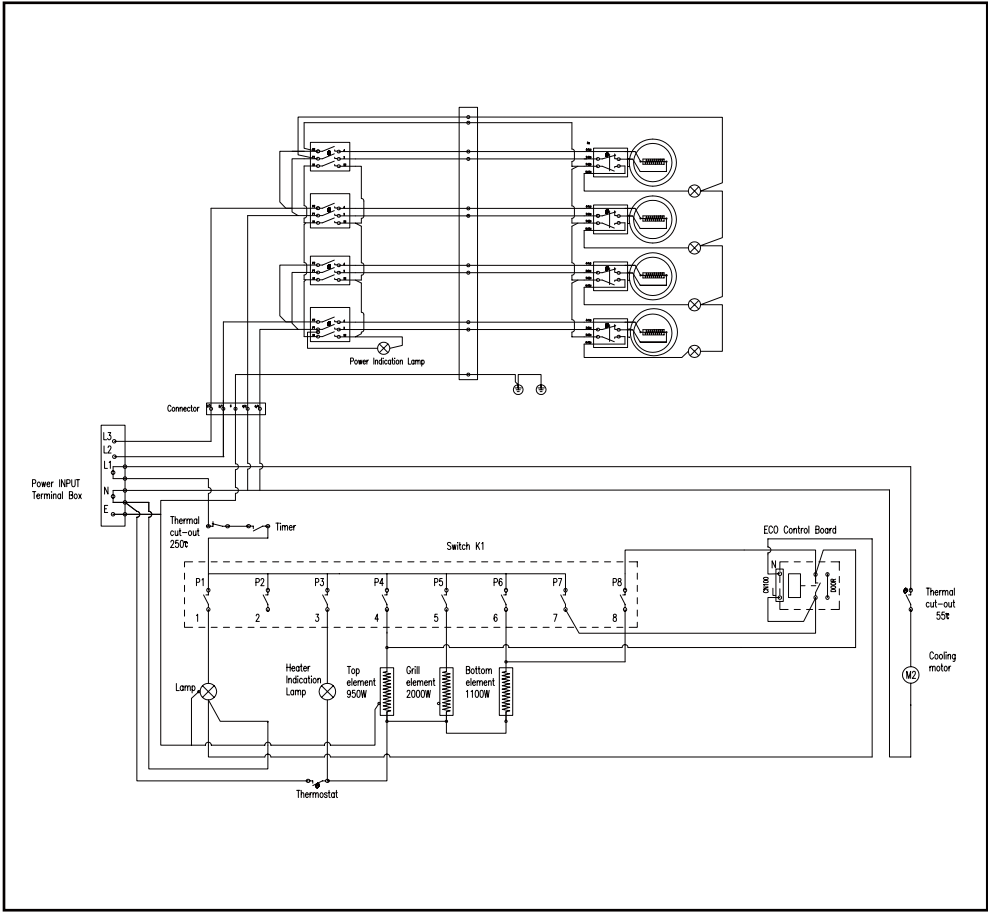 Power Indication Lamp
Connector
L3
L2
L1
N
E
Power INPUT
Terminal Box
Thermal
cut-out
250℃
Timer
Switch K1
ECO Control Board
P1
P2
P3
P4
P5
P6
P7
P8
1
2
3
4
5
6
7
8
N
L
CN100
DOOR
Thermal
cut-out
55℃
Cooling
motor
M2
Lamp
Heater
Indication
Lamp
Top
element
950W
Grill
element
2000W
Bottom
element
1100W
Thermostat